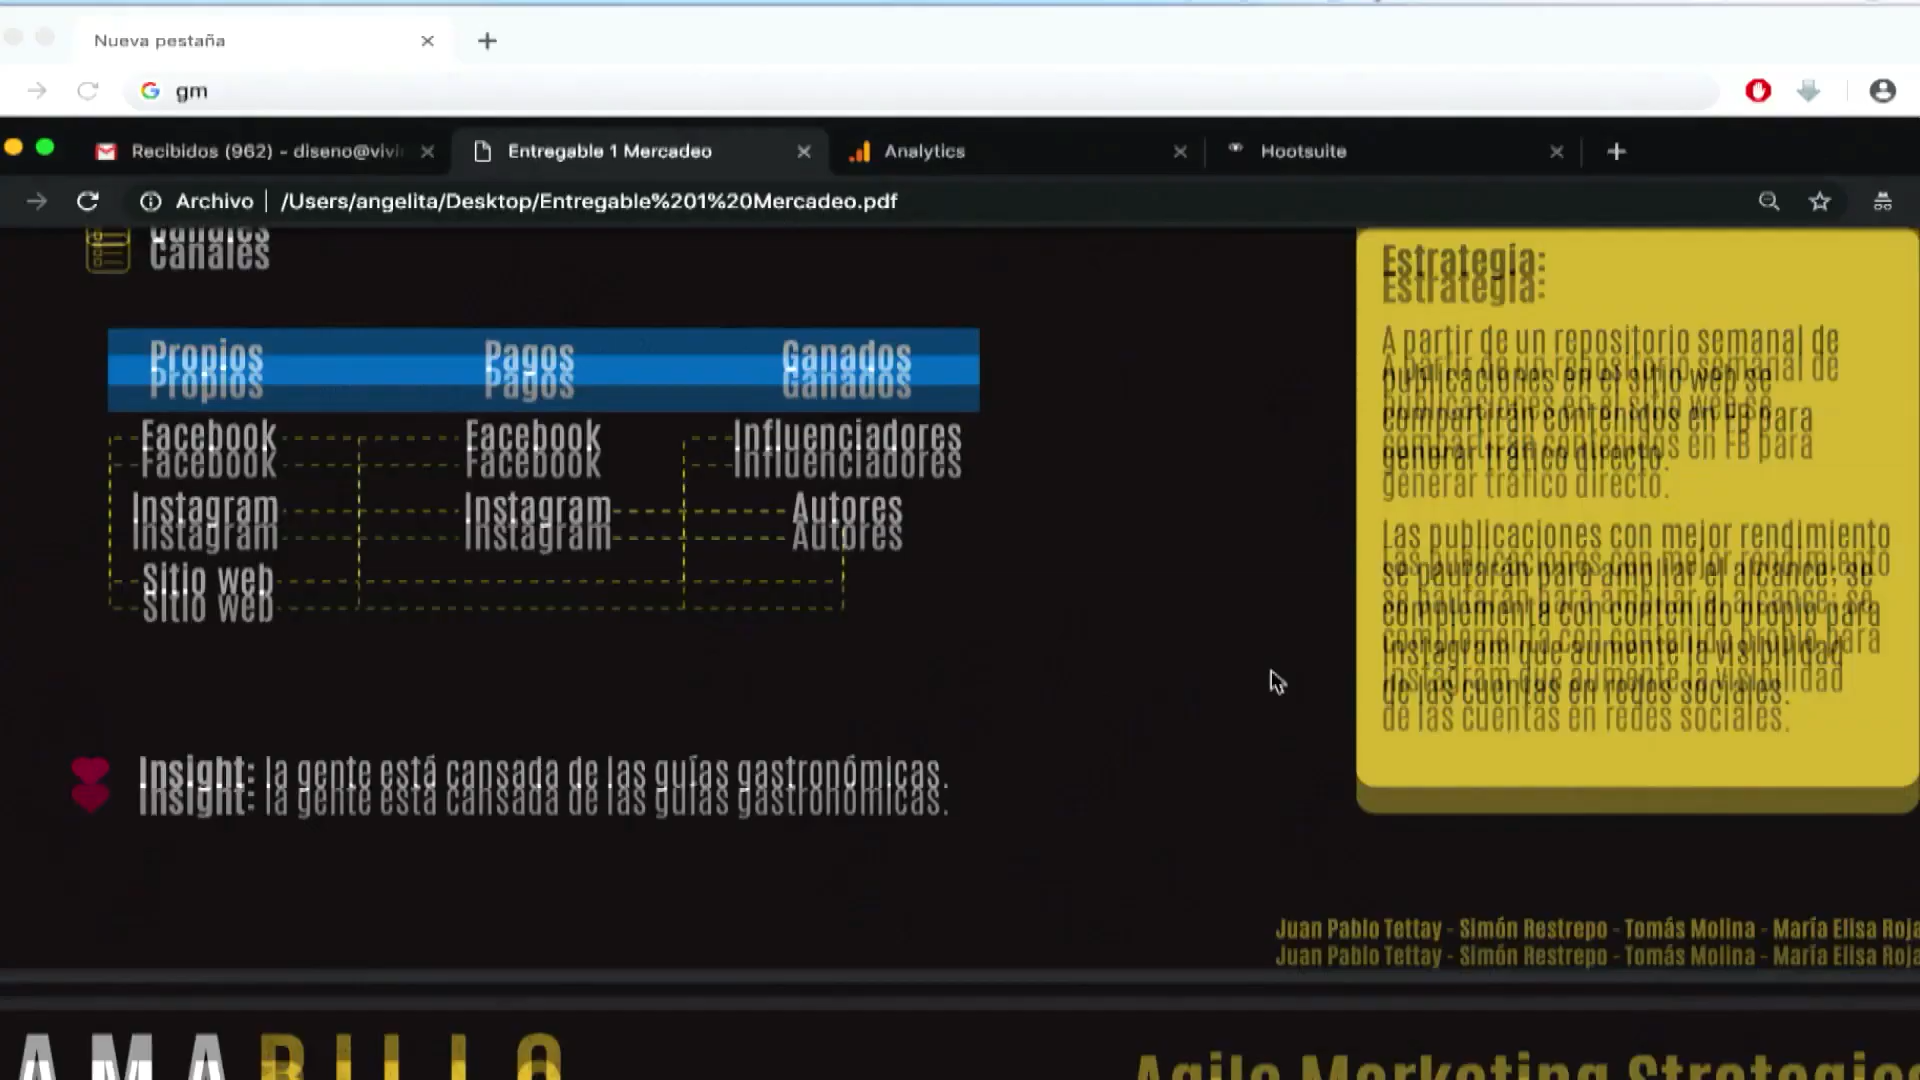 Nueva pestaña
gm
Recibidos (962) - diseno@vivi
Entregable 1 Mercadeo
Analytics
Hootsuite
Archivo | /Users/angelita/Desktop/Entregable%201%20Mercadeo.pdf
Canales
Propios Pagos Ganados
Facebook Facebook Influenciadores
Instagram Instagram Autores
Sitio web
Insight: la gente está cansada de las guías gastronómicas.
Estrategia:
A partir de un repositorio semanal de
publicaciones en el sitio web se
compartirán contenidos en FB para
generar tráfico directo.
Las publicaciones con mejor rendimiento
se pautarán para ampliar el alcance; se
complementa con contenido propio para
Instagram que aumente la visibilidad
de las cuentas en redes sociales.
Juan Pablo Tettay - Simón Restrepo - Tomás Molina - María Elisa Roja
AMARILLO
Agile Marketing Strategies